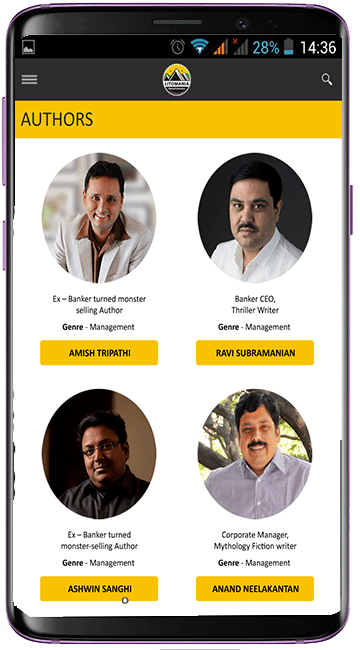 28% 14:36
LITOMANIA
AUTHORS
Ex – Banker turned monster
selling Author
Genre - Management
AMISH TRIPATHI
Banker CEO,
Thriller Writer
Genre - Management
RAVI SUBRAMANIAN
Ex – Banker turned
monster-selling Author
Genre - Management
ASHWIN SANGHI
Corporate Manager,
Mythology Fiction writer
Genre - Management
ANAND NEELAKANTAN